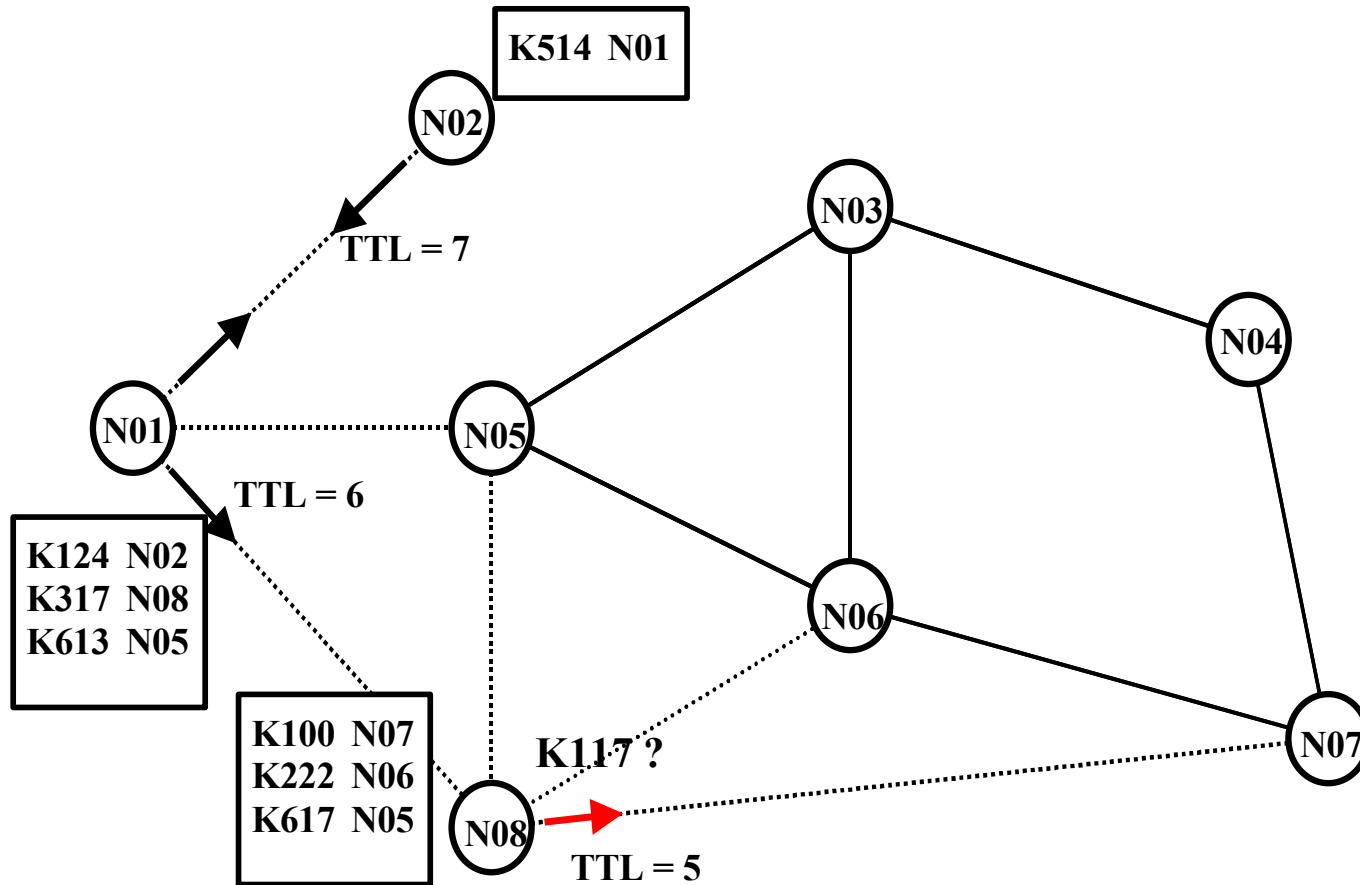 K514 N01
N02
N03
TTL = 7
N04
N01
N05
TTL = 6
K124 N02
K317 N08
K613 N05
N06
K100 N07
K222 N06
K617 N05
K117 ?
N07
N08
TTL = 5